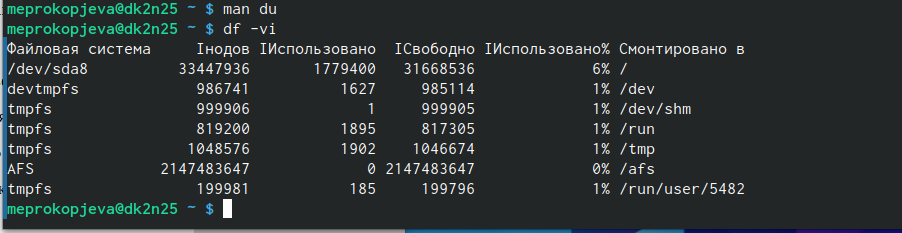 meprokopjeva@dk2n25 ~ $ man du
meprokopjeva@dk2n25 ~ $ df -vi
Файловая система Iнодов IИспользовано IСвободно IИспользовано% Смонтировано в
/dev/sda8 33447936 1779400 31668536 6% /
devtmpfs 986741 1627 985114 1% /dev
tmpfs 999906 1 999905 1% /dev/shm
tmpfs 819200 1895 817305 1% /run
tmpfs 1048576 1902 1046674 1% /tmp
AFS 2147483647 0 2147483647 0% /afs
tmpfs 199981 185 199796 1% /run/user/5482
meprokopjeva@dk2n25 ~ $